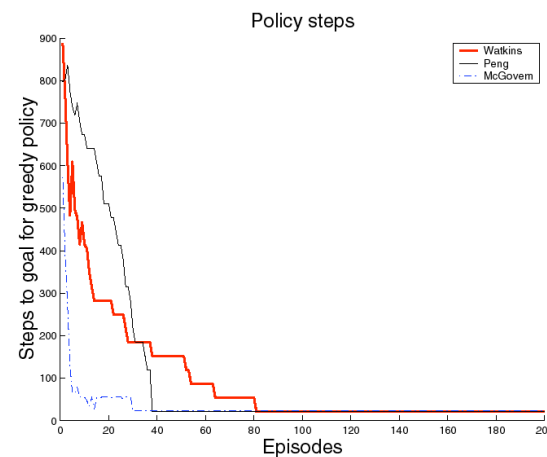 Policy steps
Watkins
Peng
McGovern
Steps to goal for greedy policy
900
800
700
600
500
400
300
200
100
0
0 20 40 60 80 100 120 140 160 180 200
Episodes